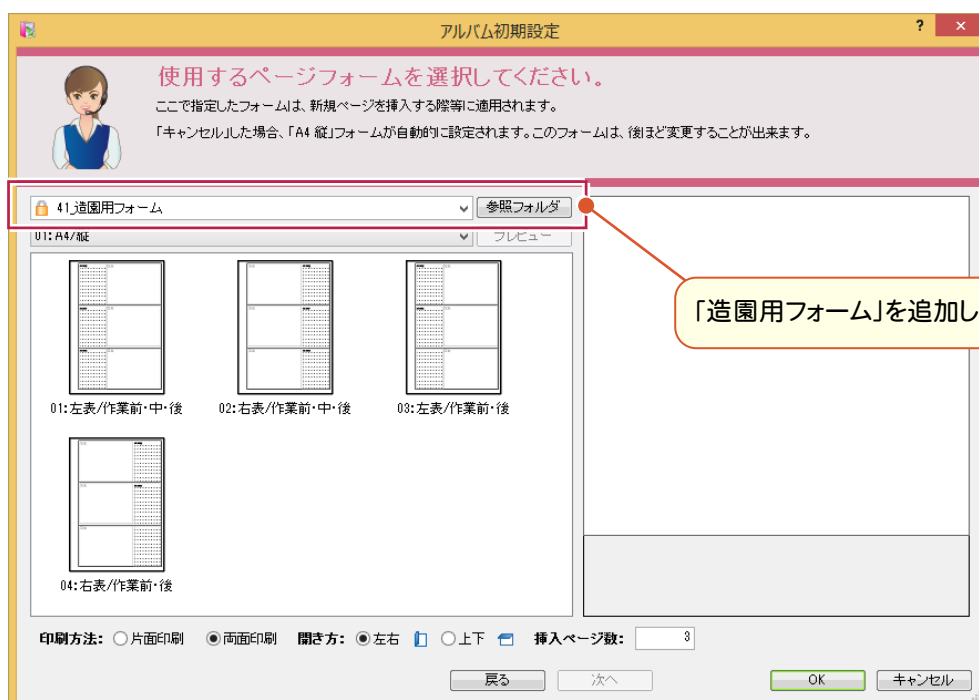 アルバム初期設定
?
×
使用するページフォームを選択してください。
ここで指定したフォームは、新規ページを挿入する際等に適用されます。
「キャンセル」した場合、「A4 縦」フォームが自動的に設定されます。このフォームは、後ほど変更することが出来ます。
41_造園用フォーム
参照フォルダ
01:A4/縦
プレビュー
「造園用フォーム」を追加し
01:左表/作業前・中・後
02:右表/作業前・中・後
03:左表/作業前・後
04:右表/作業前・後
印刷方法: 片面印刷 両面印刷 開き方: 左右 上下 挿入ページ数: 3
戻る
次へ
OK
キャンセル